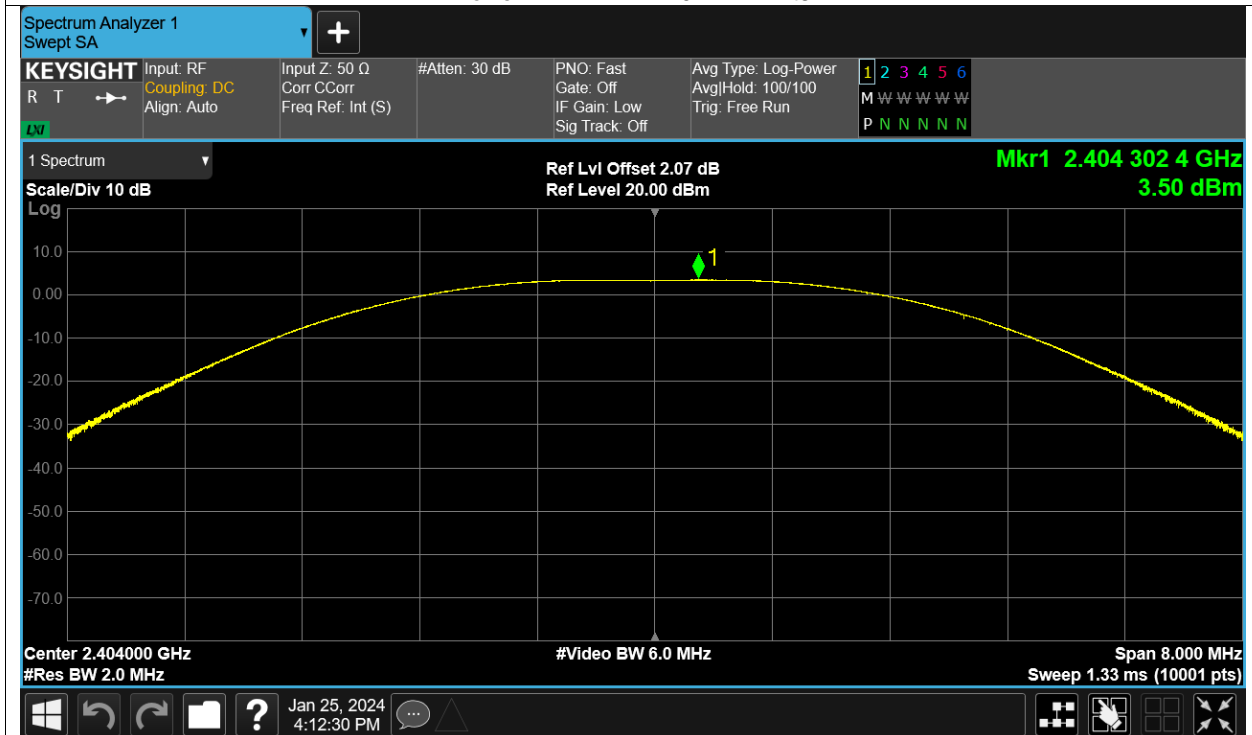 Spectrum Analyzer 1
Swept SA
+
KEYSIGHT
R T
LXI
Input: RF
Coupling: DC
Align: Auto
Input Z: 50 Ω
Corr CCorr
Freq Ref: Int (S)
#Atten: 30 dB
PNO: Fast
Gate: Off
IF Gain: Low
Sig Track: Off
Avg Type: Log-Power
Avg|Hold: 100/100
Trig: Free Run
1 2 3 4 5 6
M W W W W W
P N N N N N N
1 Spectrum
Scale/Div 10 dB
Log
Ref Lvl Offset 2.07 dB
Ref Level 20.00 dBm
Mkr1 2.404 302 4 GHz
3.50 dBm
1
10.0
0.00
-10.0
-20.0
-30.0
-40.0
-50.0
-60.0
-70.0
Center 2.404000 GHz
#Res BW 2.0 MHz
#Video BW 6.0 MHz
Span 8.000 MHz
Sweep 1.33 ms (10001 pts)
?
Jan 25, 2024
4:12:30 PM